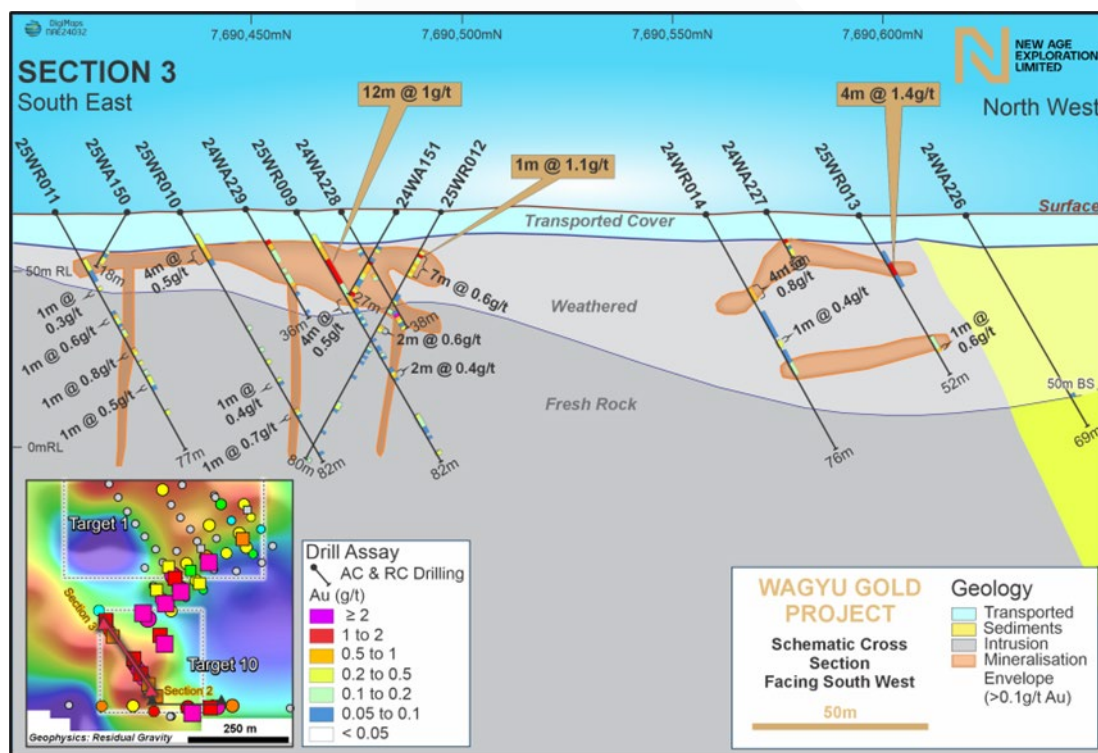 DigiMaps
NAE24032
7,690,450mN
7,690,500mN
7,690,550mN
7,690,600mN
SECTION 3
South East
NEW AGE
EXPLORATION
LIMITED
North West
12m @ 1g/t
1m @ 1.1g/t
4m @ 1.4g/t
25WR011
25WA150
25WR010
24WA229
25WR009
24WA228
24WA151
25WR012
24WR014
24WA227
25WR013
24WA226
Surface
Transported Cover
50m RL
18m
4m @
0.5g/t
7m @ 0.6g/t
27m
36m
38m
4m @
0.5g/t
1m @
0.3g/t
1m @ 0.6g/t
1m @ 0.8g/t
1m @ 0.5g/t
2m @ 0.6g/t
2m @ 0.4g/t
Weathered
4m @
0.8g/t
1m @ 0.4g/t
1m @
0.6g/t
52m
50m BS
Fresh Rock
1m @
0.4g/t
1m @ 0.7g/t
0mRL
77m
80m
82m
82m
76m
69m
Target 1
Section 3
Target 10
Section 2
250 m
Geophysics: Residual Gravity
Drill Assay
AC & RC Drilling
Au (g/t)
≥ 2
1 to 2
0.5 to 1
0.2 to 0.5
0.1 to 0.2
0.05 to 0.1
< 0.05
WAGYU GOLD
PROJECT
Schematic Cross
Section
Facing South West
50m
Geology
Transported
Sediments
Intrusion
Mineralisation
Envelope
(>0.1g/t Au)